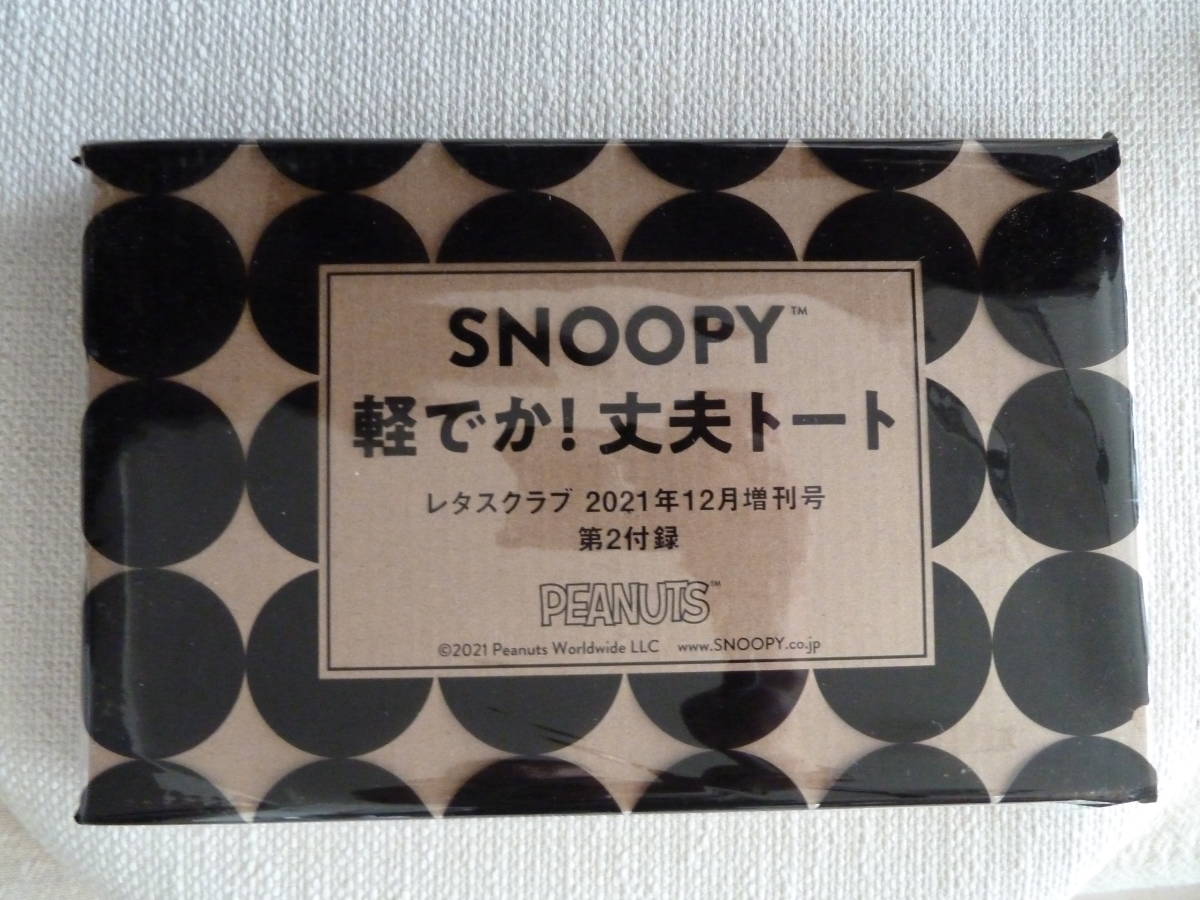 SNOOPY™
軽でか!丈夫トート
レタスクラブ 2021年12月増刊号
第2付録
PEANUTS™
©2021 Peanuts Worldwide LLC www.SNOOPY.co.jp